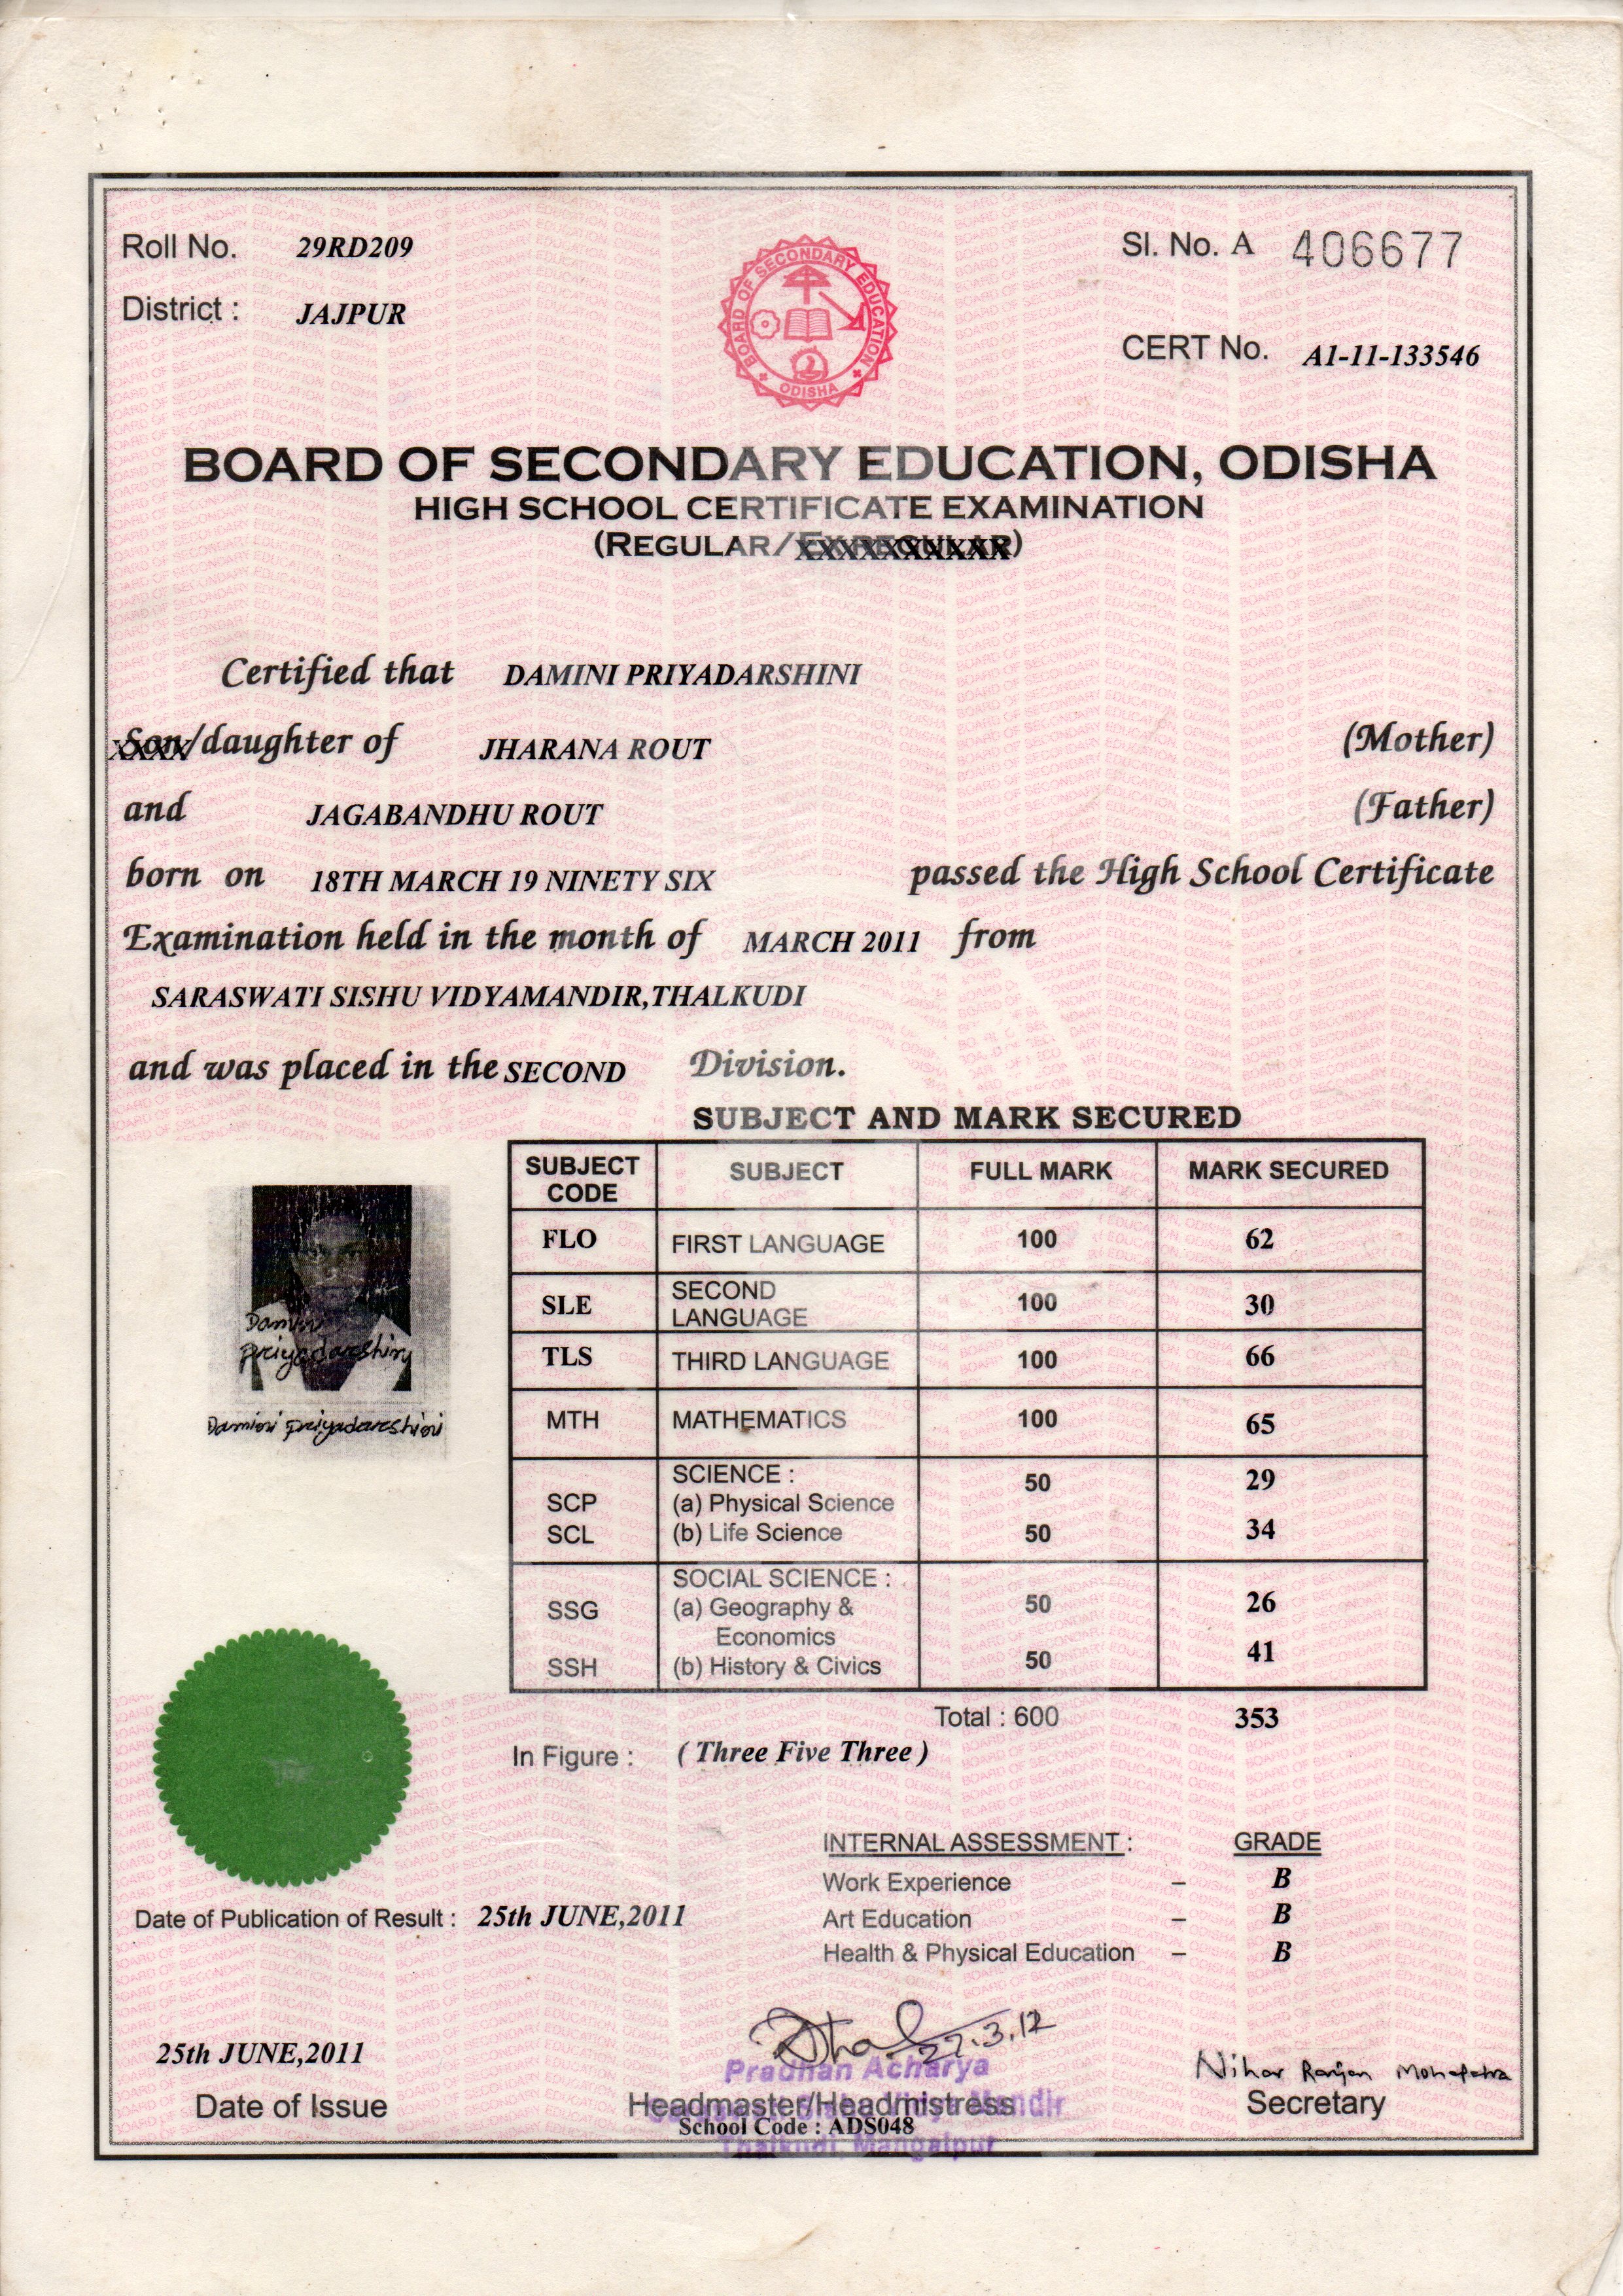 Roll No. 29RD209
Sl. No. A 406677
District : JAJPUR
CERT No. A1-11-133546
BOARD OF SECONDARY EDUCATION
ODISHA
BOARD OF SECONDARY EDUCATION, ODISHA
HIGH SCHOOL CERTIFICATE EXAMINATION
(REGULAR/EX-REGULAR)
Certified that DAMINI PRIYADARSHINI
Son/daughter of JHARANA ROUT (Mother)
and JAGABANDHU ROUT (Father)
born on 18TH MARCH 19 NINETY SIX passed the High School Certificate
Examination held in the month of MARCH 2011 from
SARASWATI SISHU VIDYAMANDIR,THALKUDI
and was placed in the SECOND Division.
SUBJECT AND MARK SECURED
SUBJECT CODE SUBJECT FULL MARK MARK SECURED
FLO FIRST LANGUAGE 100 62
SLE SECOND LANGUAGE 100 30
TLS THIRD LANGUAGE 100 66
MTH MATHEMATICS 100 65
SCIENCE :
SCP (a) Physical Science 50 29
SCL (b) Life Science 50 34
SOCIAL SCIENCE :
SSG (a) Geography & Economics 50 26
SSH (b) History & Civics 50 41
Total : 600 353
In Figure : ( Three Five Three )
Damini
Priyadarshini
Damini Priyadarshini
INTERNAL ASSESSMENT : GRADE
Work Experience – B
Art Education – B
Health & Physical Education – B
Date of Publication of Result : 25th JUNE,2011
25th JUNE,2011
Date of Issue
27.3.12
Pradhan Acharya
Headmaster/Headmistress
School Code : ADS048
Thalkudi, Mangalpur
Nihar Ranjan Mohapatra
Secretary